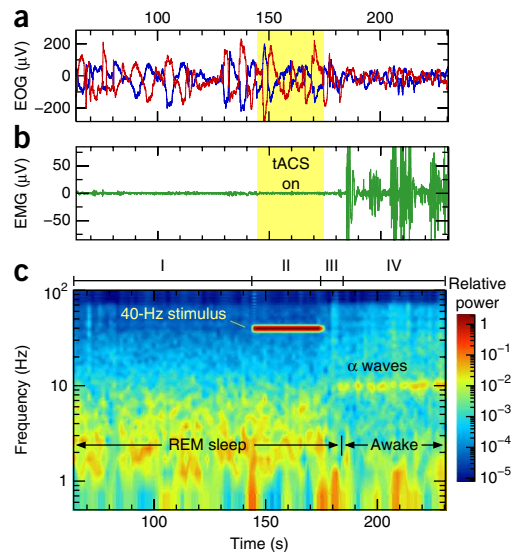 a
100 150 200
EOG (µV)
200
0
−200
b
EMG (µV)
50
0
−50
tACS
on
c
I II III IV
Relative
power
Frequency (Hz)
10²
10
1
40-Hz stimulus
α waves
REM sleep
Awake
1
10⁻¹
10⁻²
10⁻³
10⁻⁴
10⁻⁵
100 150 200
Time (s)